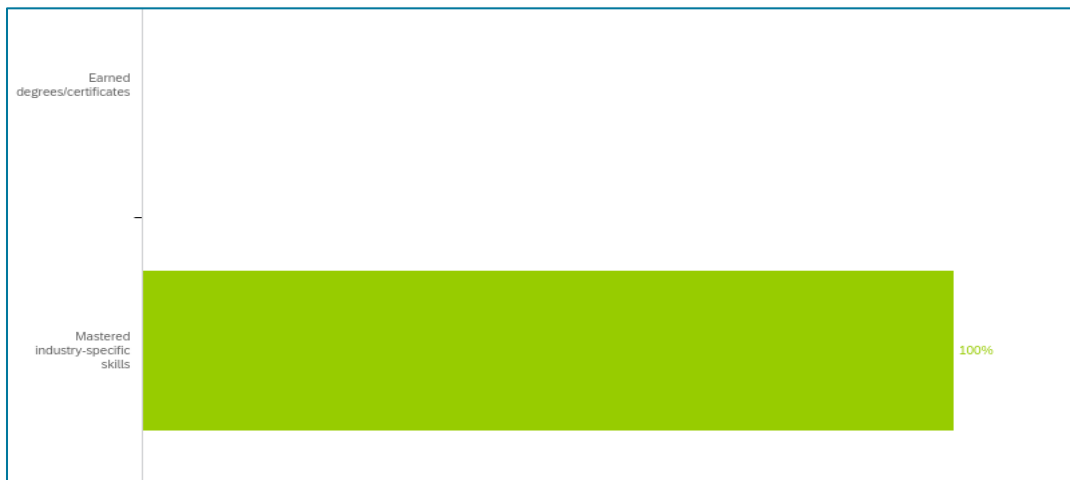 Earned
degrees/certificates
Mastered
industry-specific
skills
100%